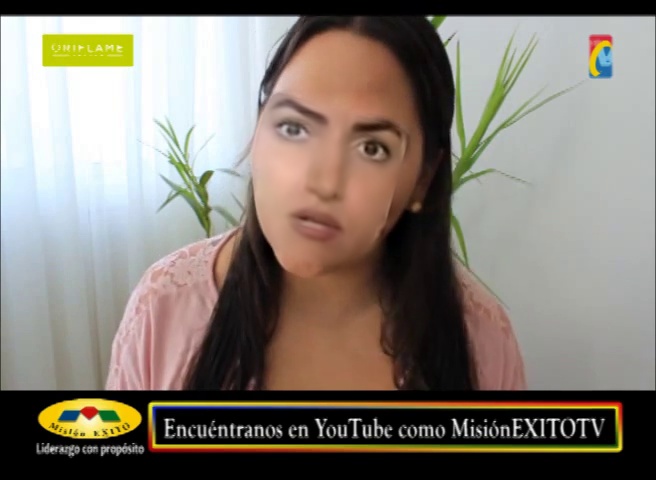 ORIFLAME
Misión EXITO
Liderazgo con propósito
Encuéntranos en YouTube como MisiónEXITOTV